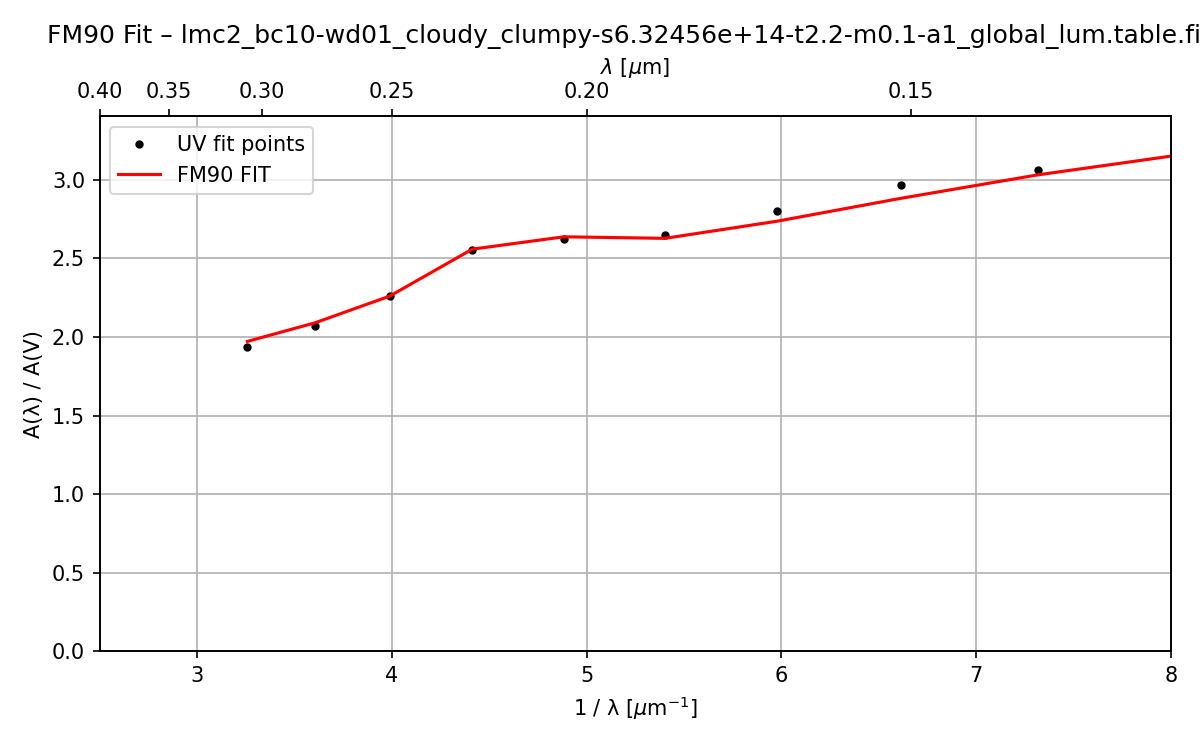 FM90 Fit – lmc2_bc10-wd01_cloudy_clumpy-s6.32456e+14-t2.2-m0.1-a1_global_lum.table.fi
λ [μm]
0.40 0.35 0.30 0.25 0.20 0.15
UV fit points
FM90 FIT
3.0
2.5
2.0
1.5
1.0
0.5
0.0
A(λ) / A(V)
3 4 5 6 7 8
1 / λ [μm⁻¹]